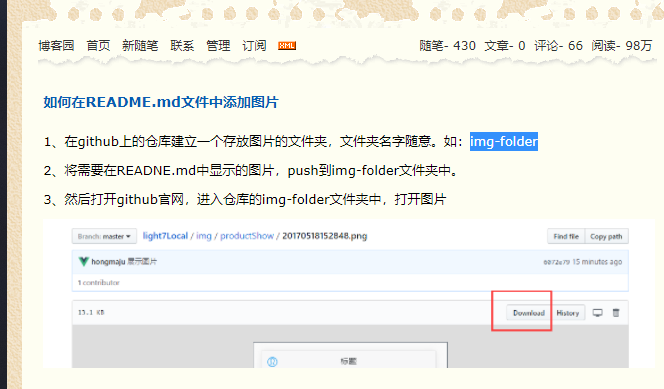 博客园 首页 新随笔 联系 管理 订阅 XML 随笔- 430 文章- 0 评论- 66 阅读- 98万
如何在README.md文件中添加图片
1、在github上的仓库建立一个存放图片的文件夹，文件夹名字随意。如：img-folder
2、将需要在READNE.md中显示的图片，push到img-folder文件夹中。
3、然后打开github官网，进入仓库的img-folder文件夹中，打开图片
Branch: master light7Local / img / productShow / 20170518152848.png Find file Copy path
hongmaju 展示图片 15 minutes ago
1 contributor
13.1 KB Download History
标题